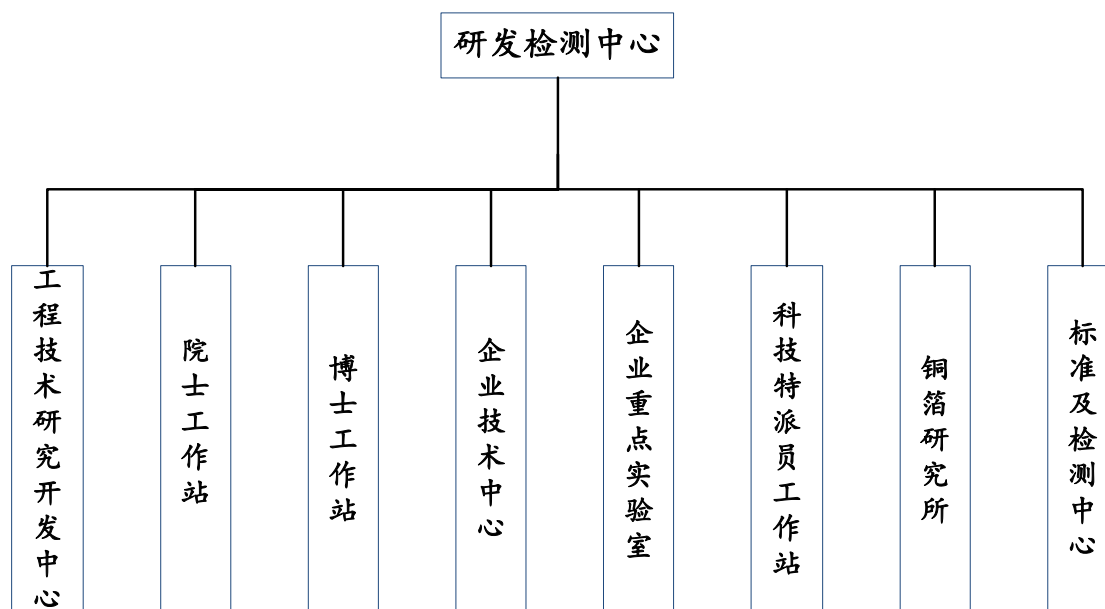 研发检测中心
工程技术研究开发中心
院士工作站
博士工作站
企业技术中心
企业重点实验室
科技特派员工作站
铜箔研究所
标准及检测中心